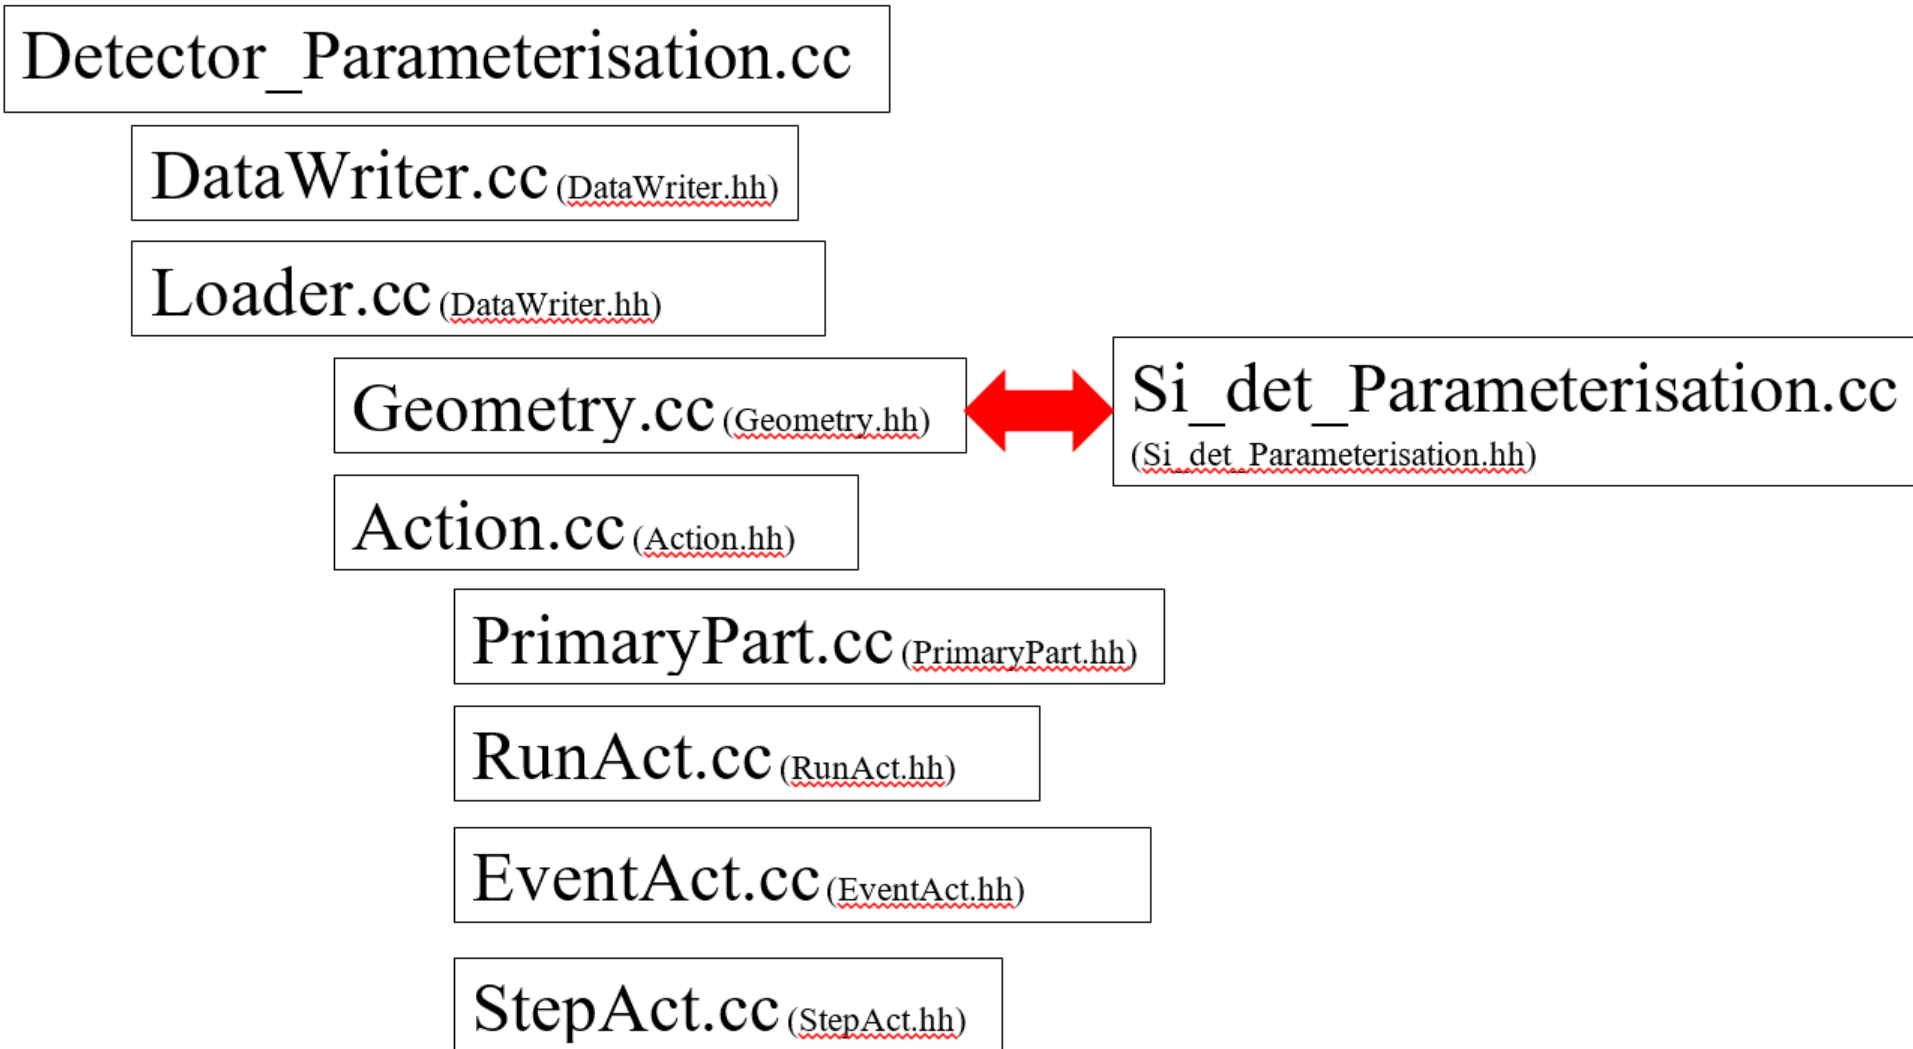 Detector_Parameterisation.cc
DataWriter.cc (DataWriter.hh)
Loader.cc (DataWriter.hh)
Geometry.cc (Geometry.hh)
Si_det_Parameterisation.cc
(Si_det_Parameterisation.hh)
Action.cc (Action.hh)
PrimaryPart.cc (PrimaryPart.hh)
RunAct.cc (RunAct.hh)
EventAct.cc (EventAct.hh)
StepAct.cc (StepAct.hh)